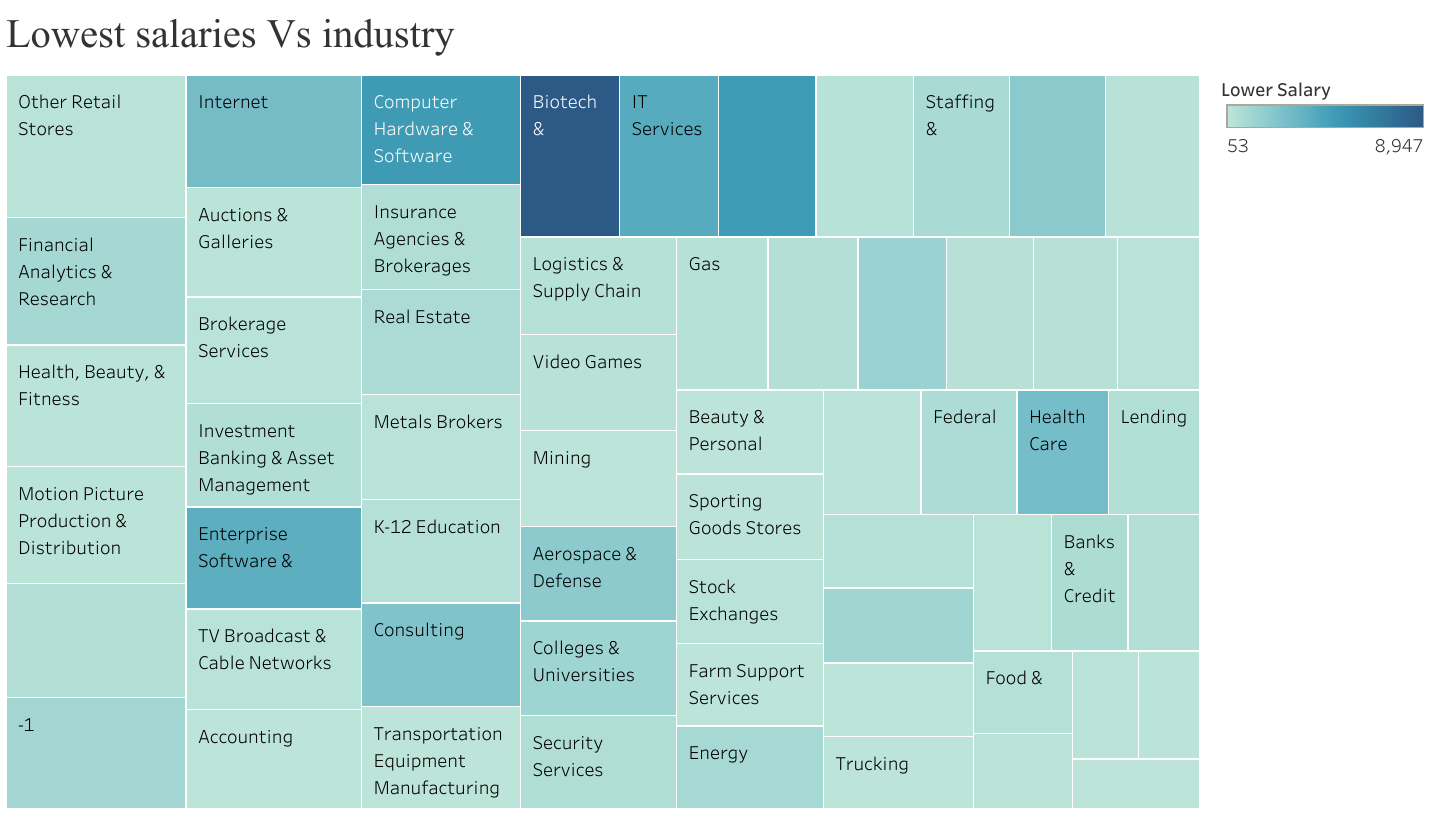 Lowest salaries Vs industry
Other Retail
Stores
Financial
Analytics &
Research
Health, Beauty, &
Fitness
Motion Picture
Production &
Distribution
-1
Internet
Auctions &
Galleries
Brokerage
Services
Investment
Banking & Asset
Management
Enterprise
Software &
TV Broadcast &
Cable Networks
Accounting
Computer
Hardware &
Software
Insurance
Agencies &
Brokerages
Real Estate
Metals Brokers
K-12 Education
Consulting
Transportation
Equipment
Manufacturing
Biotech
&
IT
Services
Staffing
&
Logistics &
Supply Chain
Video Games
Mining
Aerospace &
Defense
Colleges &
Universities
Security
Services
Gas
Beauty &
Personal
Sporting
Goods Stores
Stock
Exchanges
Farm Support
Services
Energy
Federal
Health
Care
Lending
Banks
&
Credit
Food &
Trucking
Lower Salary
53 8,947